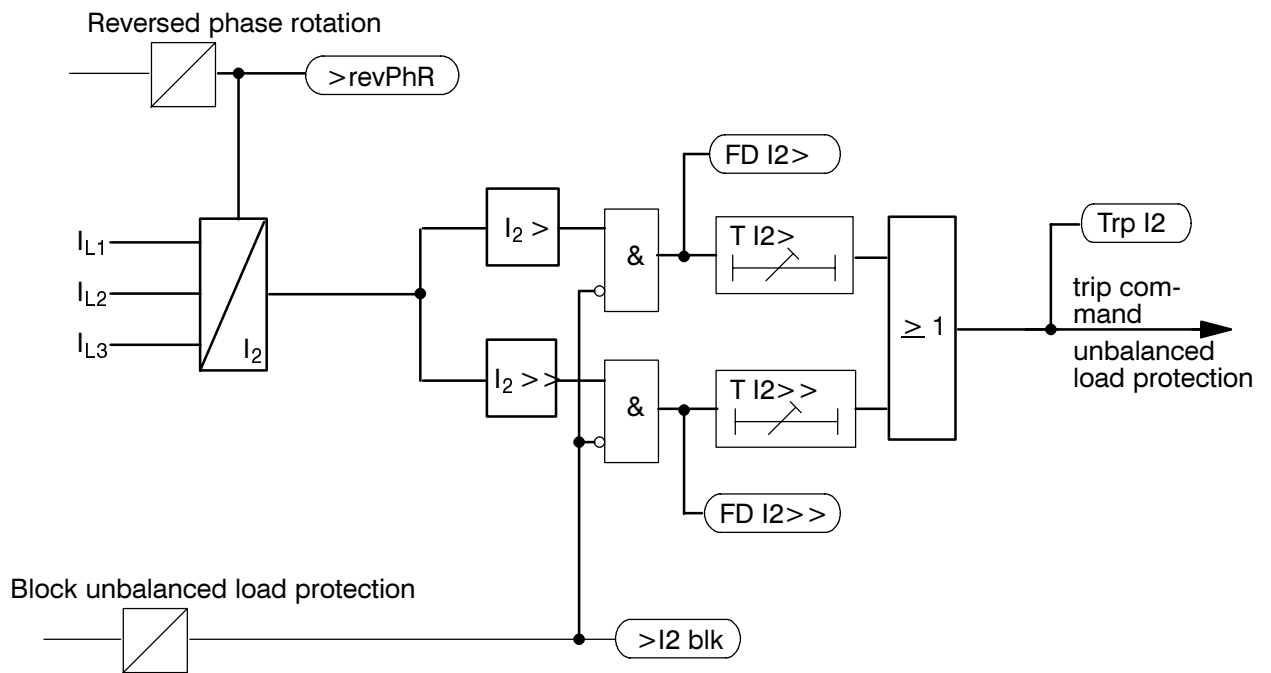 Reversed phase rotation
>revPhR
FD I2>
I2 >
&
T I2>
Trp I2
IL1
IL2
IL3
I2
trip com-
mand
≥ 1
unbalanced
load protection
I2 >>
&
T I2>>
FD I2>>
Block unbalanced load protection
>I2 blk